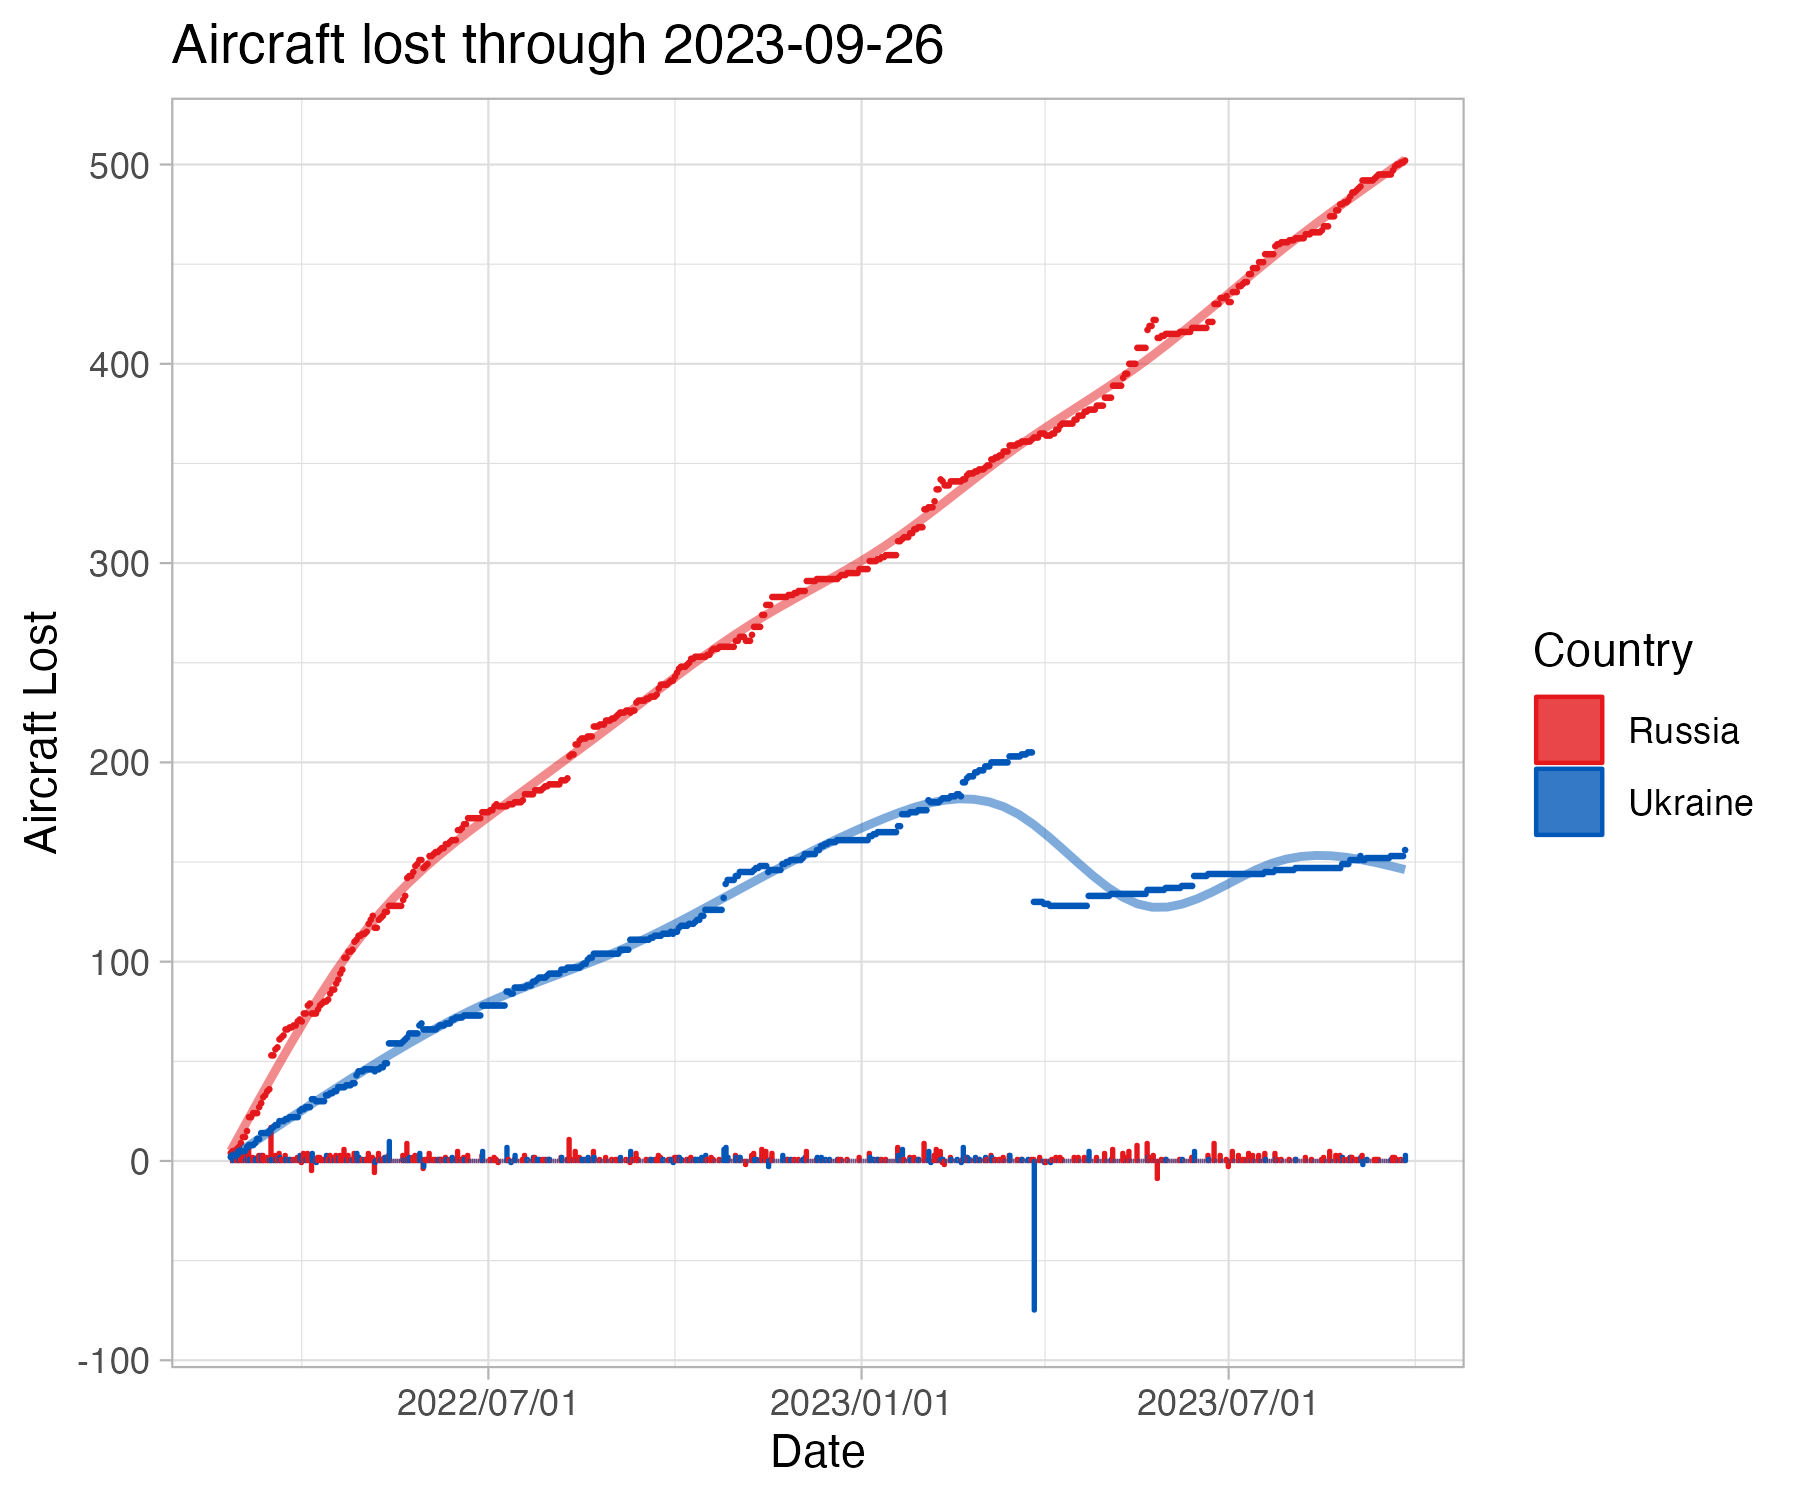 Aircraft lost through 2023-09-26
Aircraft Lost
500
400
300
200
100
0
-100
2022/07/01
2023/01/01
2023/07/01
Date
Country
Russia
Ukraine